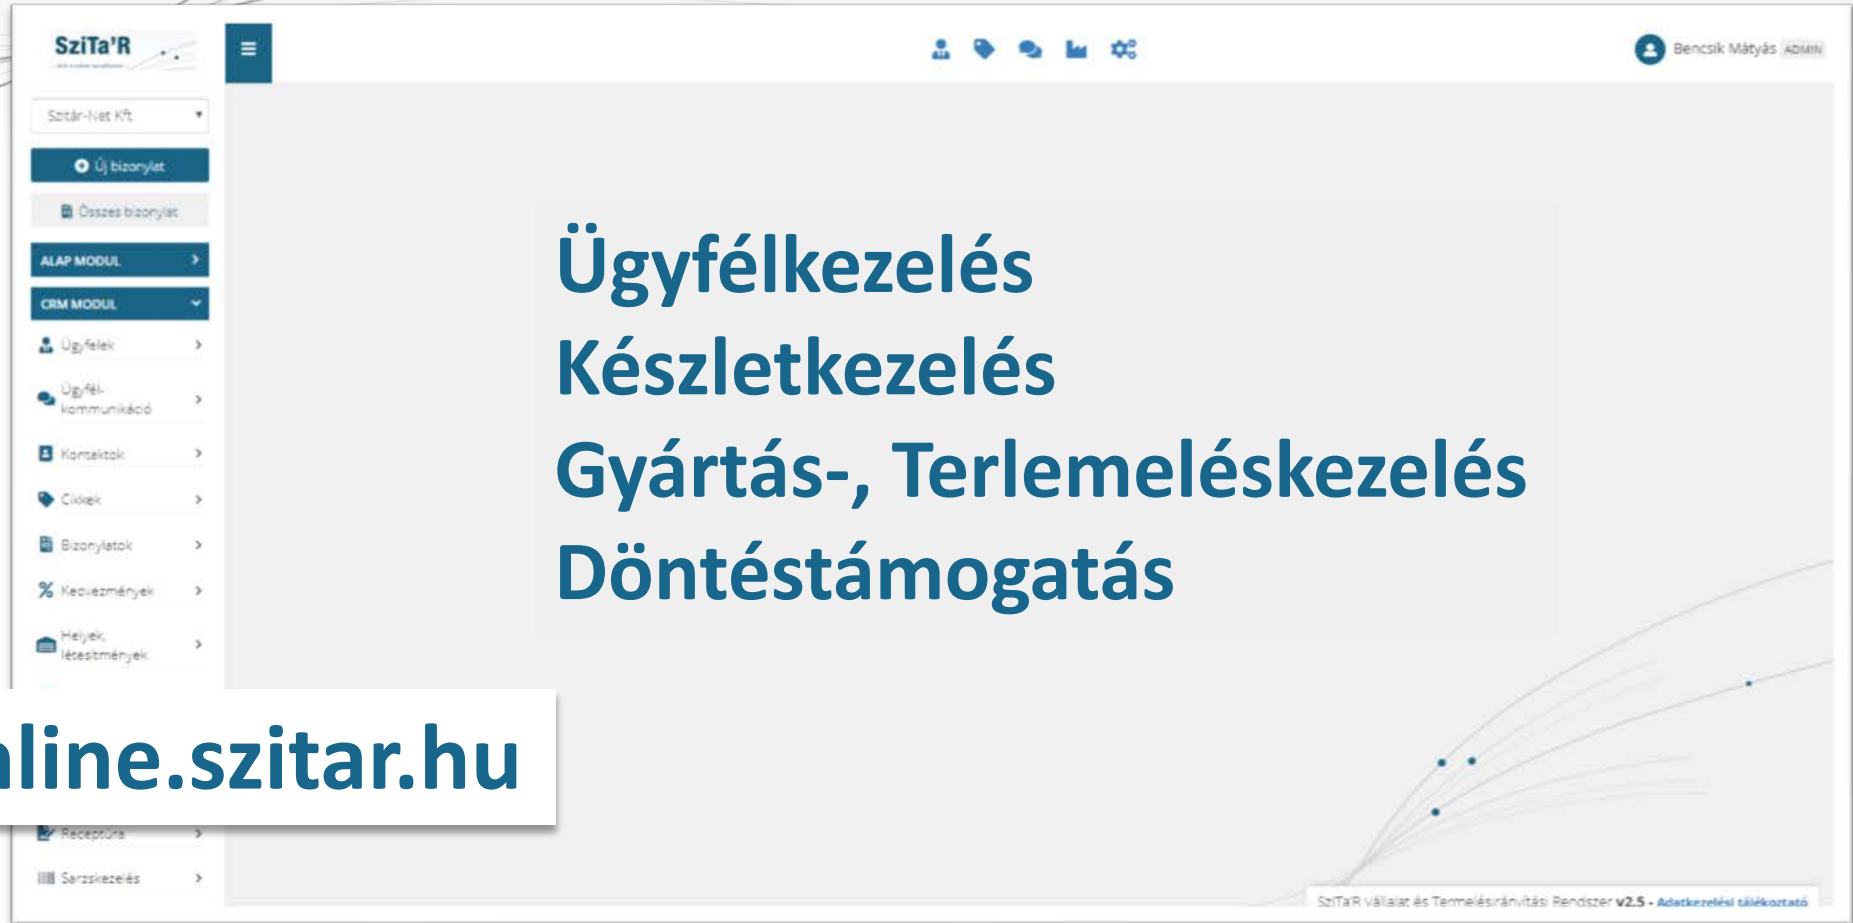 SziTa'R
Bencsik Mátyás ADMIN
Szitár-Net Kft.
Új bizonylat
Összes bizonylat
ALAP MODUL
CRM MODUL
Ügyfelek
Ügyfél-
kommunikáció
Kontaktok
Cikkek
Bizonylatok
Kedvezmények
Helyek,
létesítmények
Receptúra
Sarzskezelés
Ügyfélkezelés
Készletkezelés
Gyártás-, Terlemeléskezelés
Döntéstámogatás
line.szitar.hu
SziTa'R Vállalat és Termelésirányítási Rendszer v2.5 - Adatkezelési tálékoztató